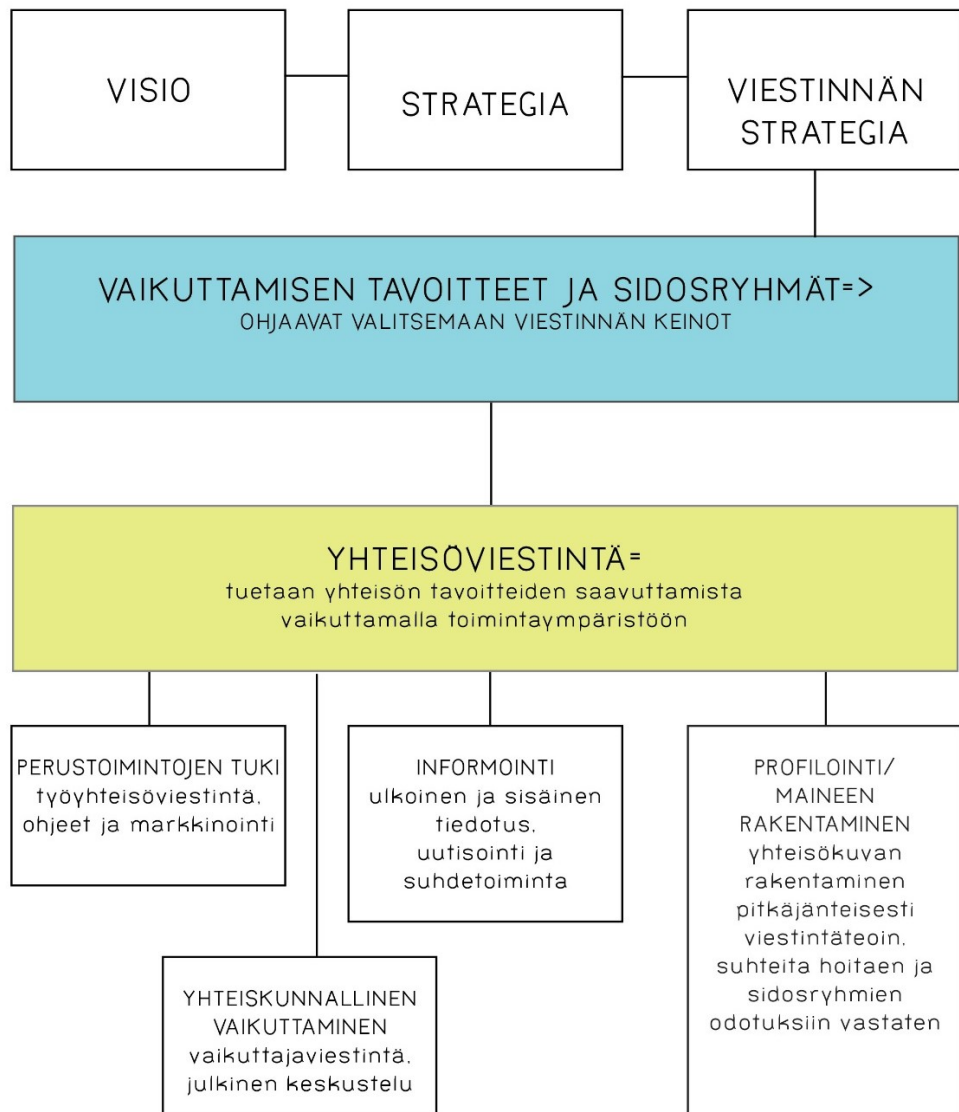 VISIO
STRATEGIA
VIESTINNÄN
STRATEGIA
VAIKUTTAMISEN TAVOITTEET JA SIDOSRYHMÄT=>
OHJAAVAT VALITSEMAAN VIESTINNÄN KEINOT
YHTEISÖVIESTINTÄ=
tuetaan yhteisön tavoitteiden saavuttamista
vaikuttamalla toimintaympäristöön
PERUSTOIMINTOJEN TUKI
työyhteisöviestintä,
ohjeet ja markkinointi
YHTEISKUNNALLINEN
VAIKUTTAMINEN
vaikuttajaviestintä,
julkinen keskustelu
INFORMOINTI
ulkoinen ja sisäinen
tiedotus,
uutisointi ja
suhdetoiminta
PROFILOINTI/
MAINEEN
RAKENTAMINEN
yhteisökuvan
rakentaminen
pitkäjänteisesti
viestintäteoin,
suhteita hoitaen ja
sidosryhmien
odotuksiin vastaten